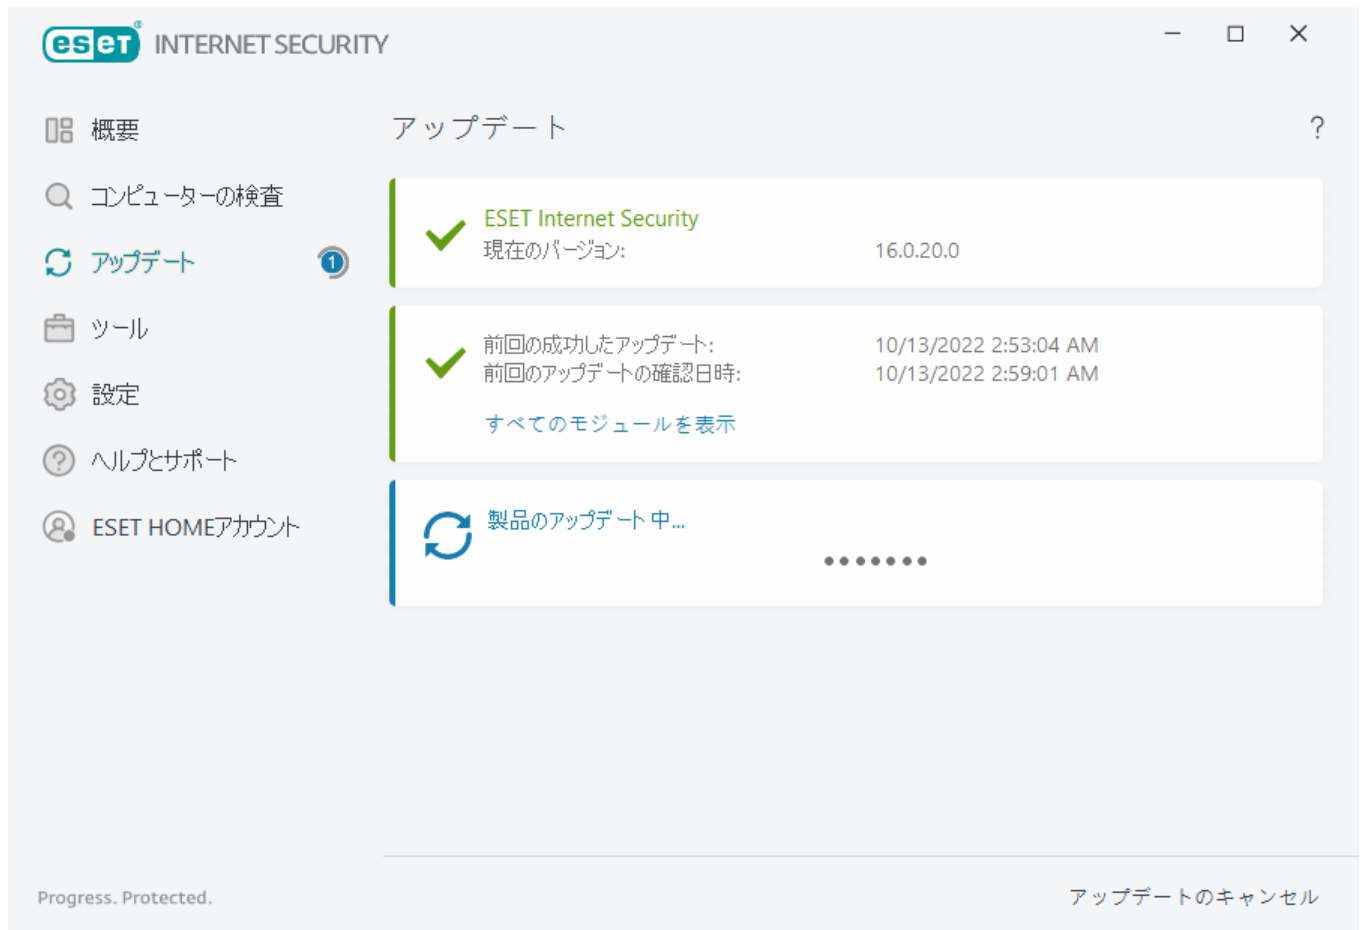 eset® INTERNET SECURITY
概要
コンピューターの検査
アップデート 1
ツール
設定
ヘルプとサポート
ESET HOMEアカウント
アップデート ?
ESET Internet Security
現在のバージョン: 16.0.20.0
前回の成功したアップデート: 10/13/2022 2:53:04 AM
前回のアップデートの確認日時: 10/13/2022 2:59:01 AM
すべてのモジュールを表示
製品のアップデート中...
Progress. Protected.
アップデートのキャンセル